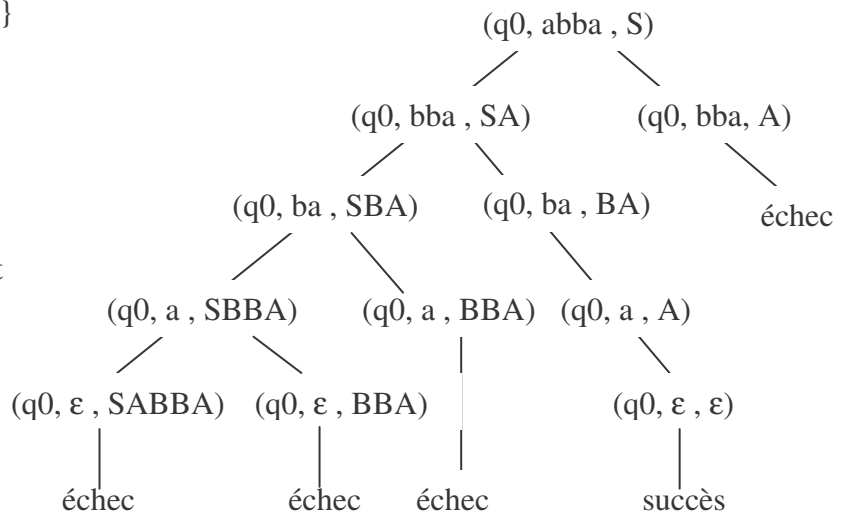 }
(q0, abba , S)
(q0, bba , SA) (q0, bba, A)
(q0, ba , SBA) (q0, ba , BA) échec
t
(q0, a , SBBA) (q0, a , BBA) (q0, a , A)
(q0, ε , SABBA) (q0, ε , BBA) (q0, ε , ε)
échec échec échec succès